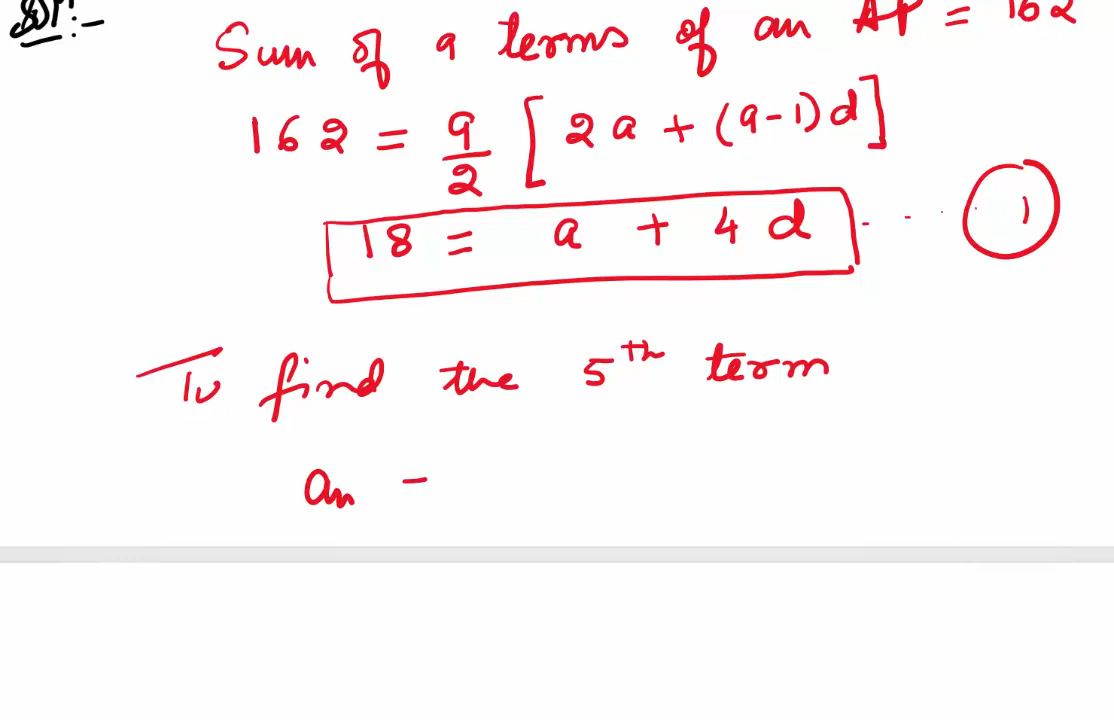 Sol:-
Sum of 9 terms of an AP = 162
162 = 9/2 [2a + (9-1)d]
18 = a + 4d ... 1
To find the 5th term
an -